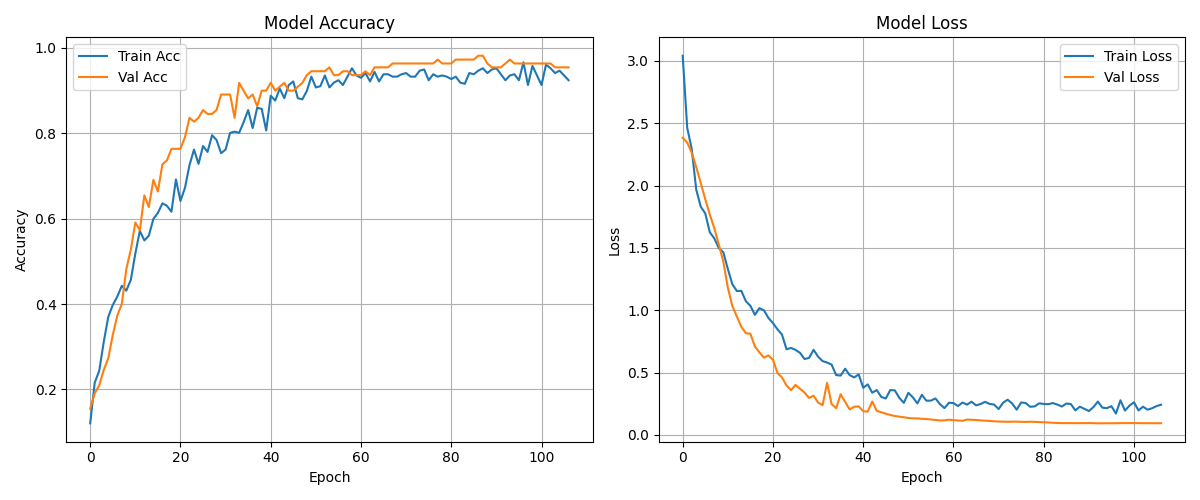 Model Accuracy
1.0
0.8
0.6
0.4
0.2
Accuracy
Train Acc
Val Acc
0 20 40 60 80 100
Epoch
Model Loss
3.0
2.5
2.0
1.5
1.0
0.5
0.0
Loss
Train Loss
Val Loss
0 20 40 60 80 100
Epoch